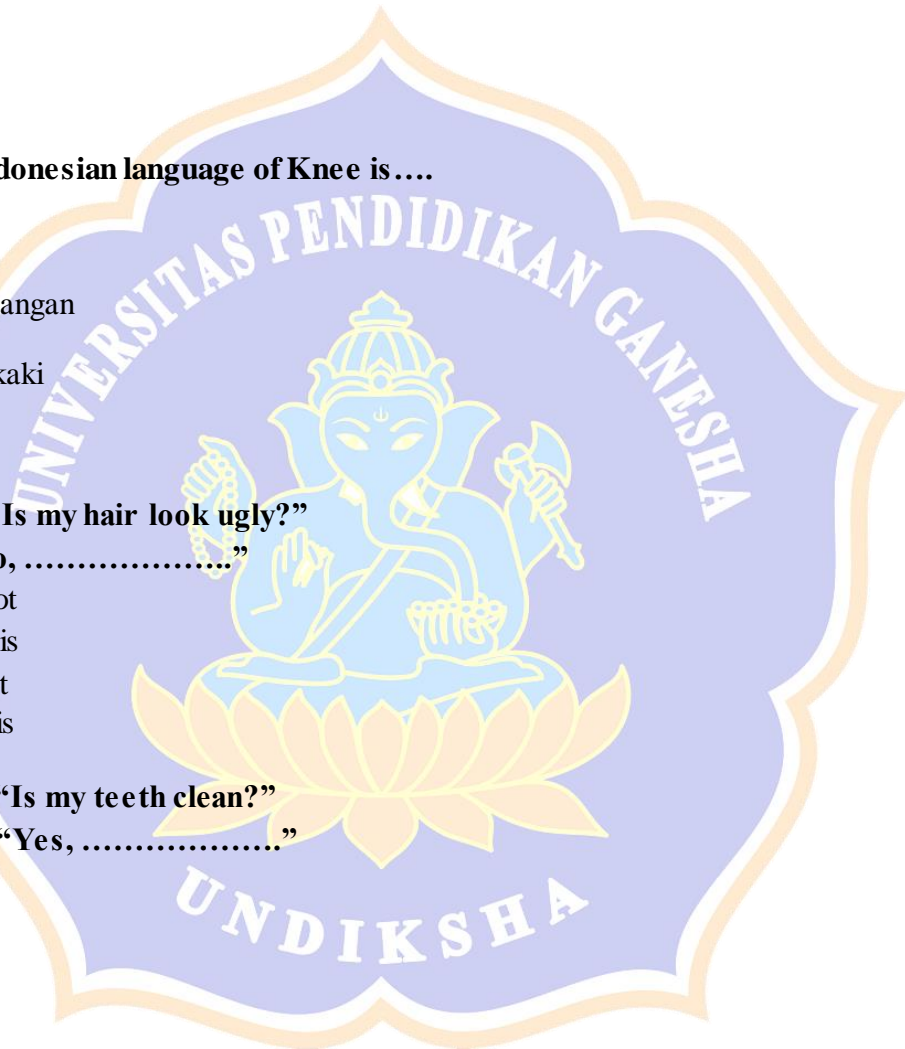 donesian language of Knee is….
angan
kaki
Is my hair look ugly?”
o, …………………..”
ot
is
t
is
“Is my teeth clean?”
“Yes, ………………….”
UNIVERSITAS PENDIDIKAN GANESHA
UNDIKSHA